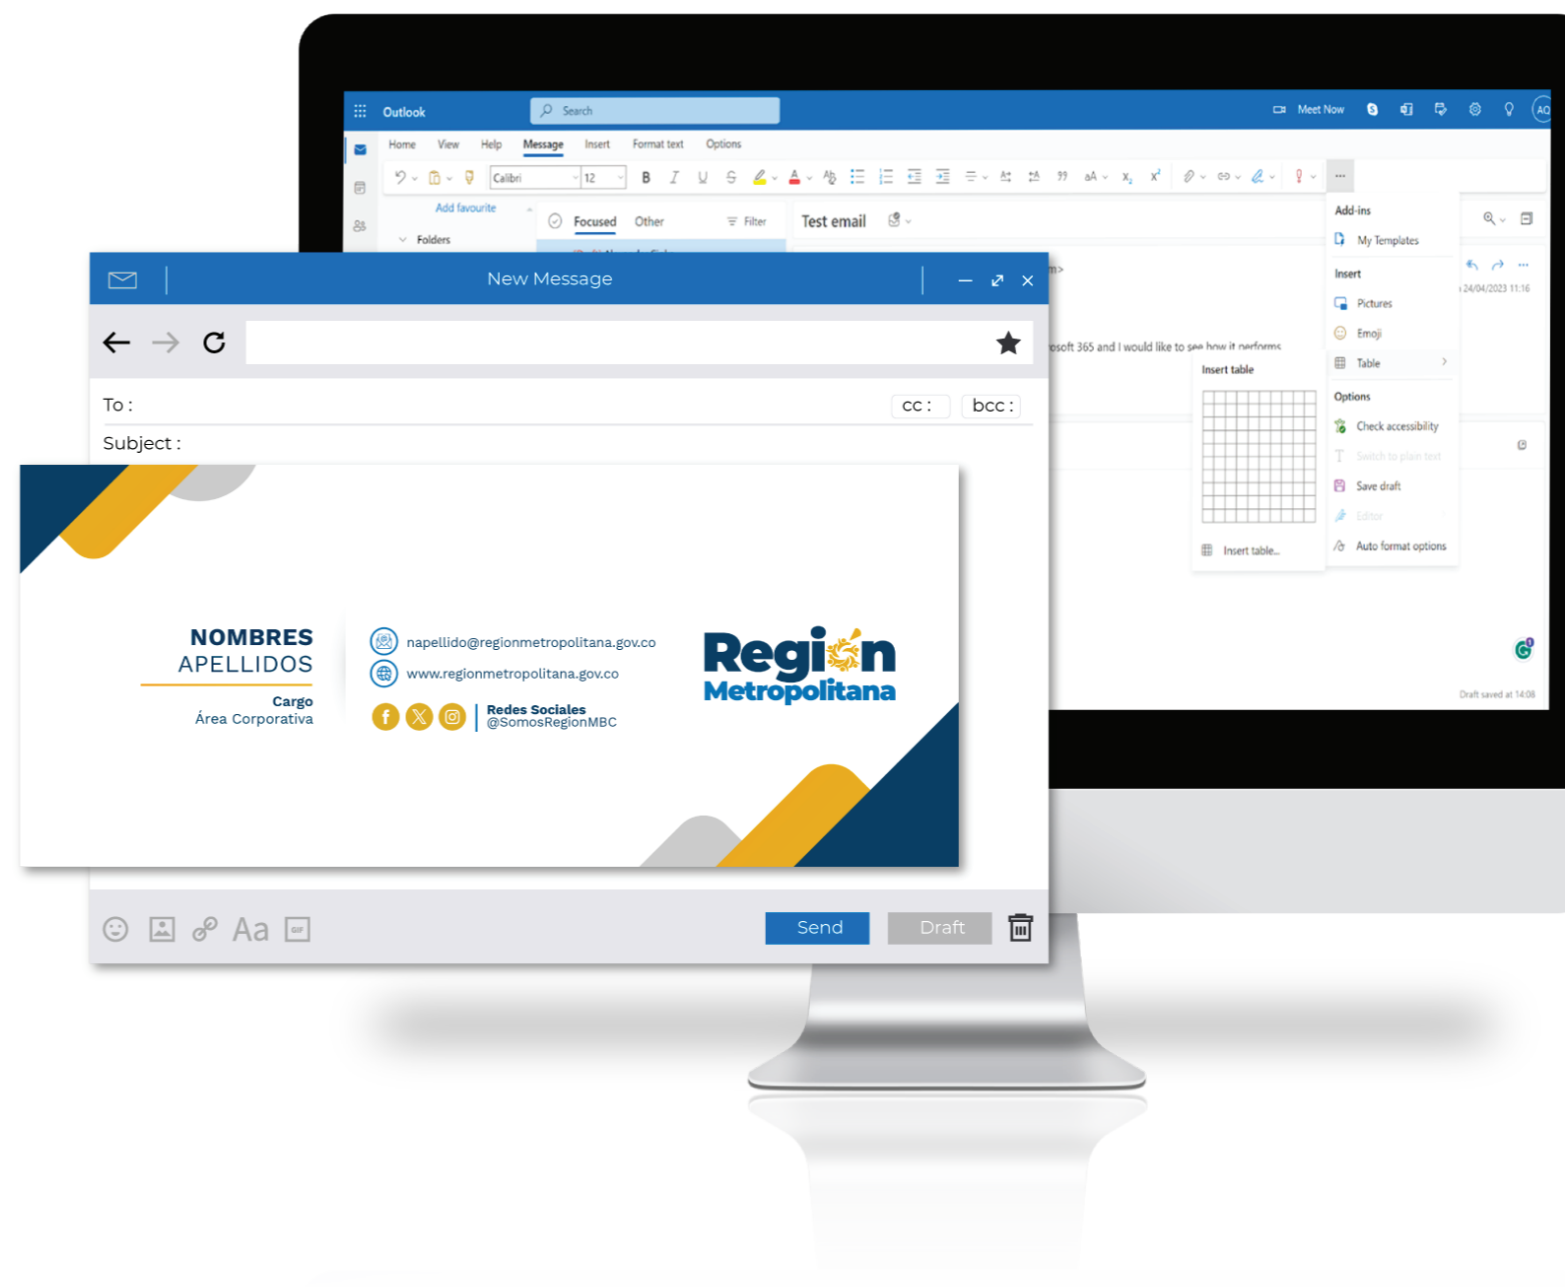 Outlook
Search
Meet Now
AQ
Home View Help Message Insert Format text Options
Calibri 12 B I U S
Add favourite
Folders
Focused Other Filter
Test email
Add-ins
My Templates
Insert
Pictures
Emoji
Table
Options
Check accessibility
T Switch to plain text
Save draft
Editor
Auto format options
24/04/2023 11:16
m>
osoft 365 and I would like to see how it performs
Insert table
Insert table...
Draft saved at 14:08
New Message
To :
cc : bcc :
Subject :
NOMBRES
APELLIDOS
Cargo
Área Corporativa
napellido@regionmetropolitana.gov.co
www.regionmetropolitana.gov.co
Redes Sociales
@SomosRegionMBC
Región
Metropolitana
Aa GIF
Send Draft